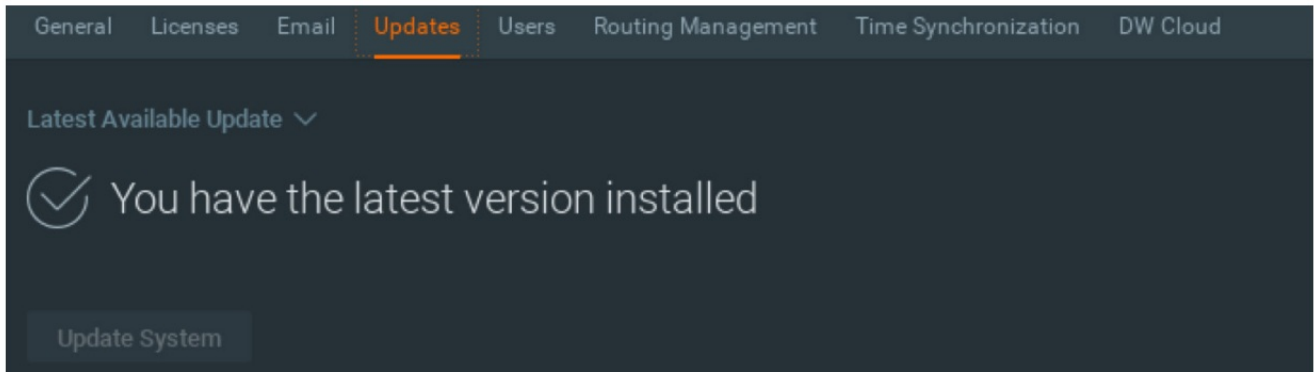 General Licenses Email Updates Users Routing Management Time Synchronization DW Cloud
Latest Available Update
You have the latest version installed
Update System